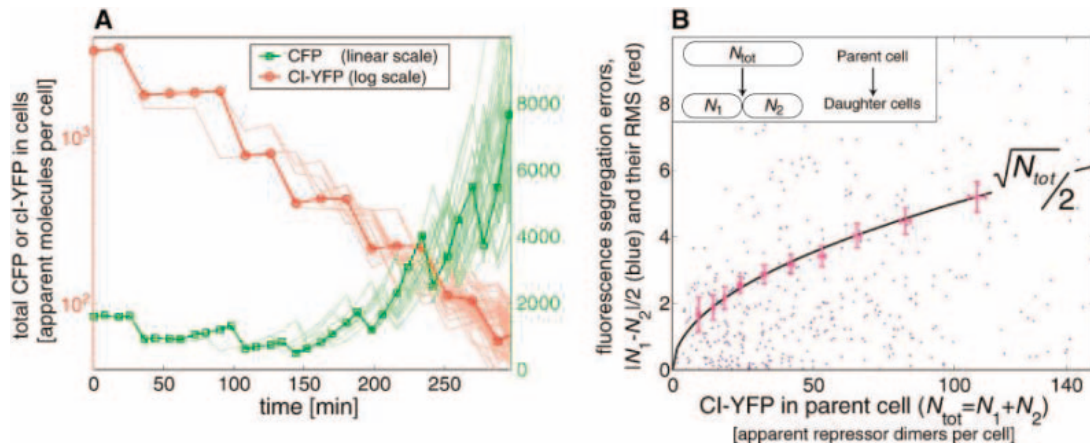 A
total CFP or cI-YFP in cells
[apparent molecules per cell]
10³
10²
CFP (linear scale)
CI-YFP (log scale)
8000
6000
4000
2000
0
0 50 100 150 200 250
time [min]
B
fluorescence segregation errors,
|N₁-N₂|/2 (blue) and their RMS (red)
8
6
4
2
0
N_tot
Parent cell
N₁ N₂
Daughter cells
√N_tot/2
0 50 100 140
CI-YFP in parent cell (N_tot=N₁+N₂)
[apparent repressor dimers per cell]